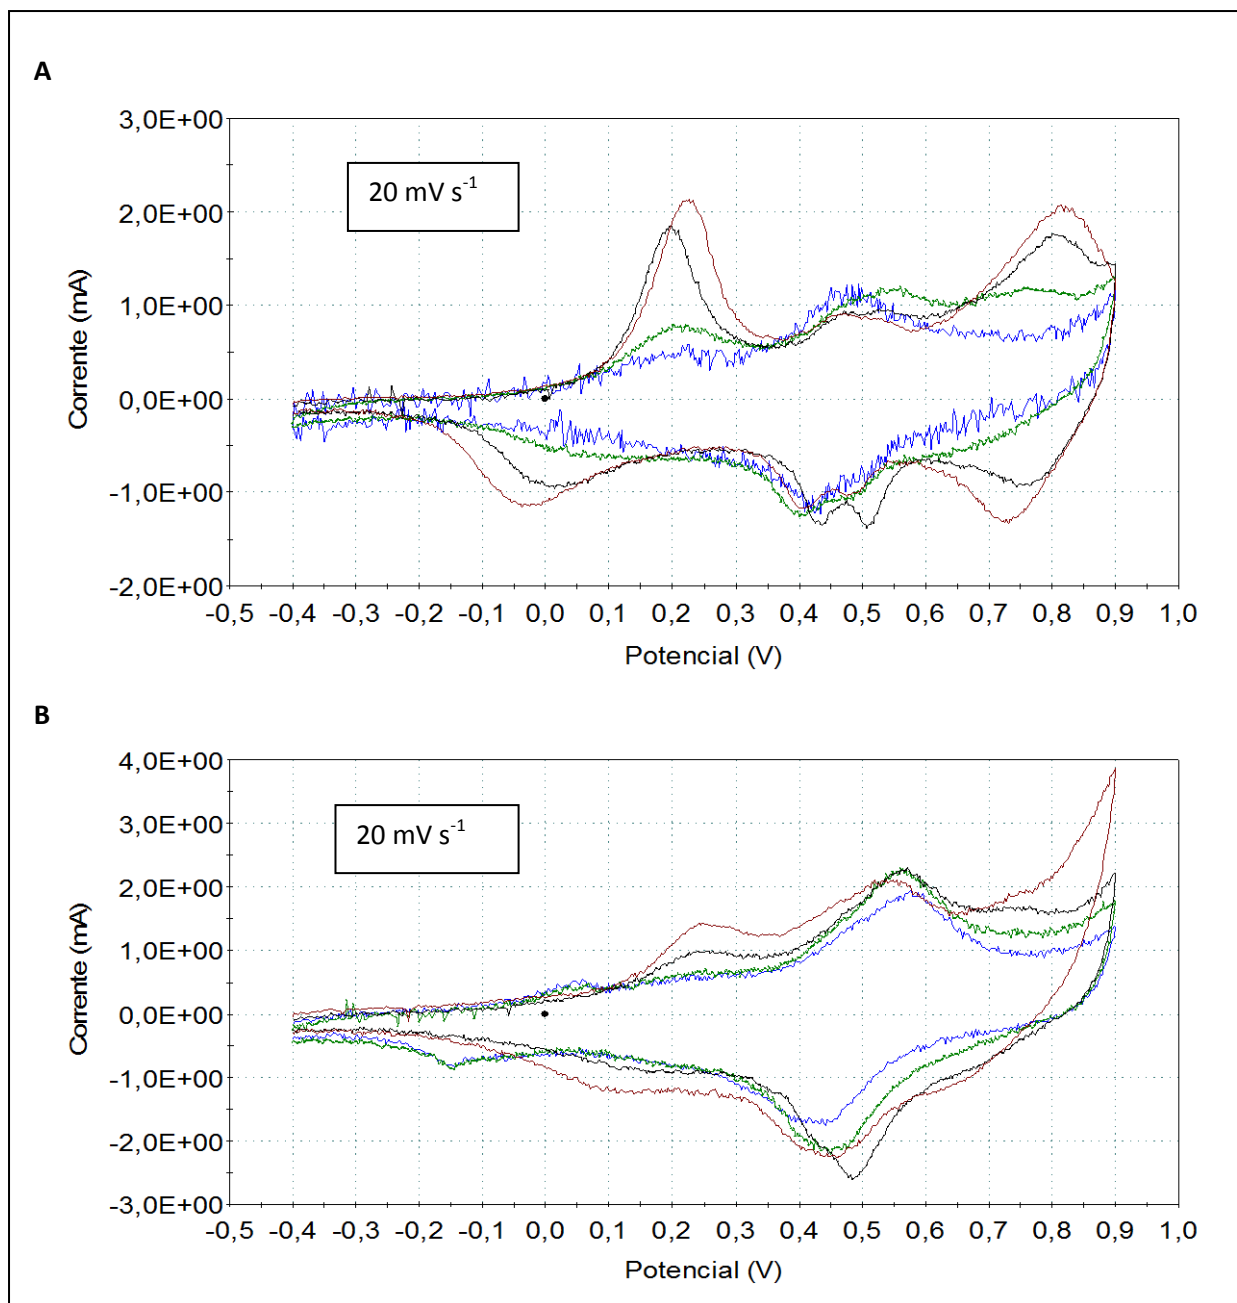 A
3,0E+00
2,0E+00
1,0E+00
0,0E+00
-1,0E+00
-2,0E+00
Corrente (mA)
20 mV s-1
-0,5 -0,4 -0,3 -0,2 -0,1 0,0 0,1 0,2 0,3 0,4 0,5 0,6 0,7 0,8 0,9 1,0
Potencial (V)
B
4,0E+00
3,0E+00
2,0E+00
1,0E+00
0,0E+00
-1,0E+00
-2,0E+00
-3,0E+00
Corrente (mA)
20 mV s-1
-0,5 -0,4 -0,3 -0,2 -0,1 0,0 0,1 0,2 0,3 0,4 0,5 0,6 0,7 0,8 0,9 1,0
Potencial (V)